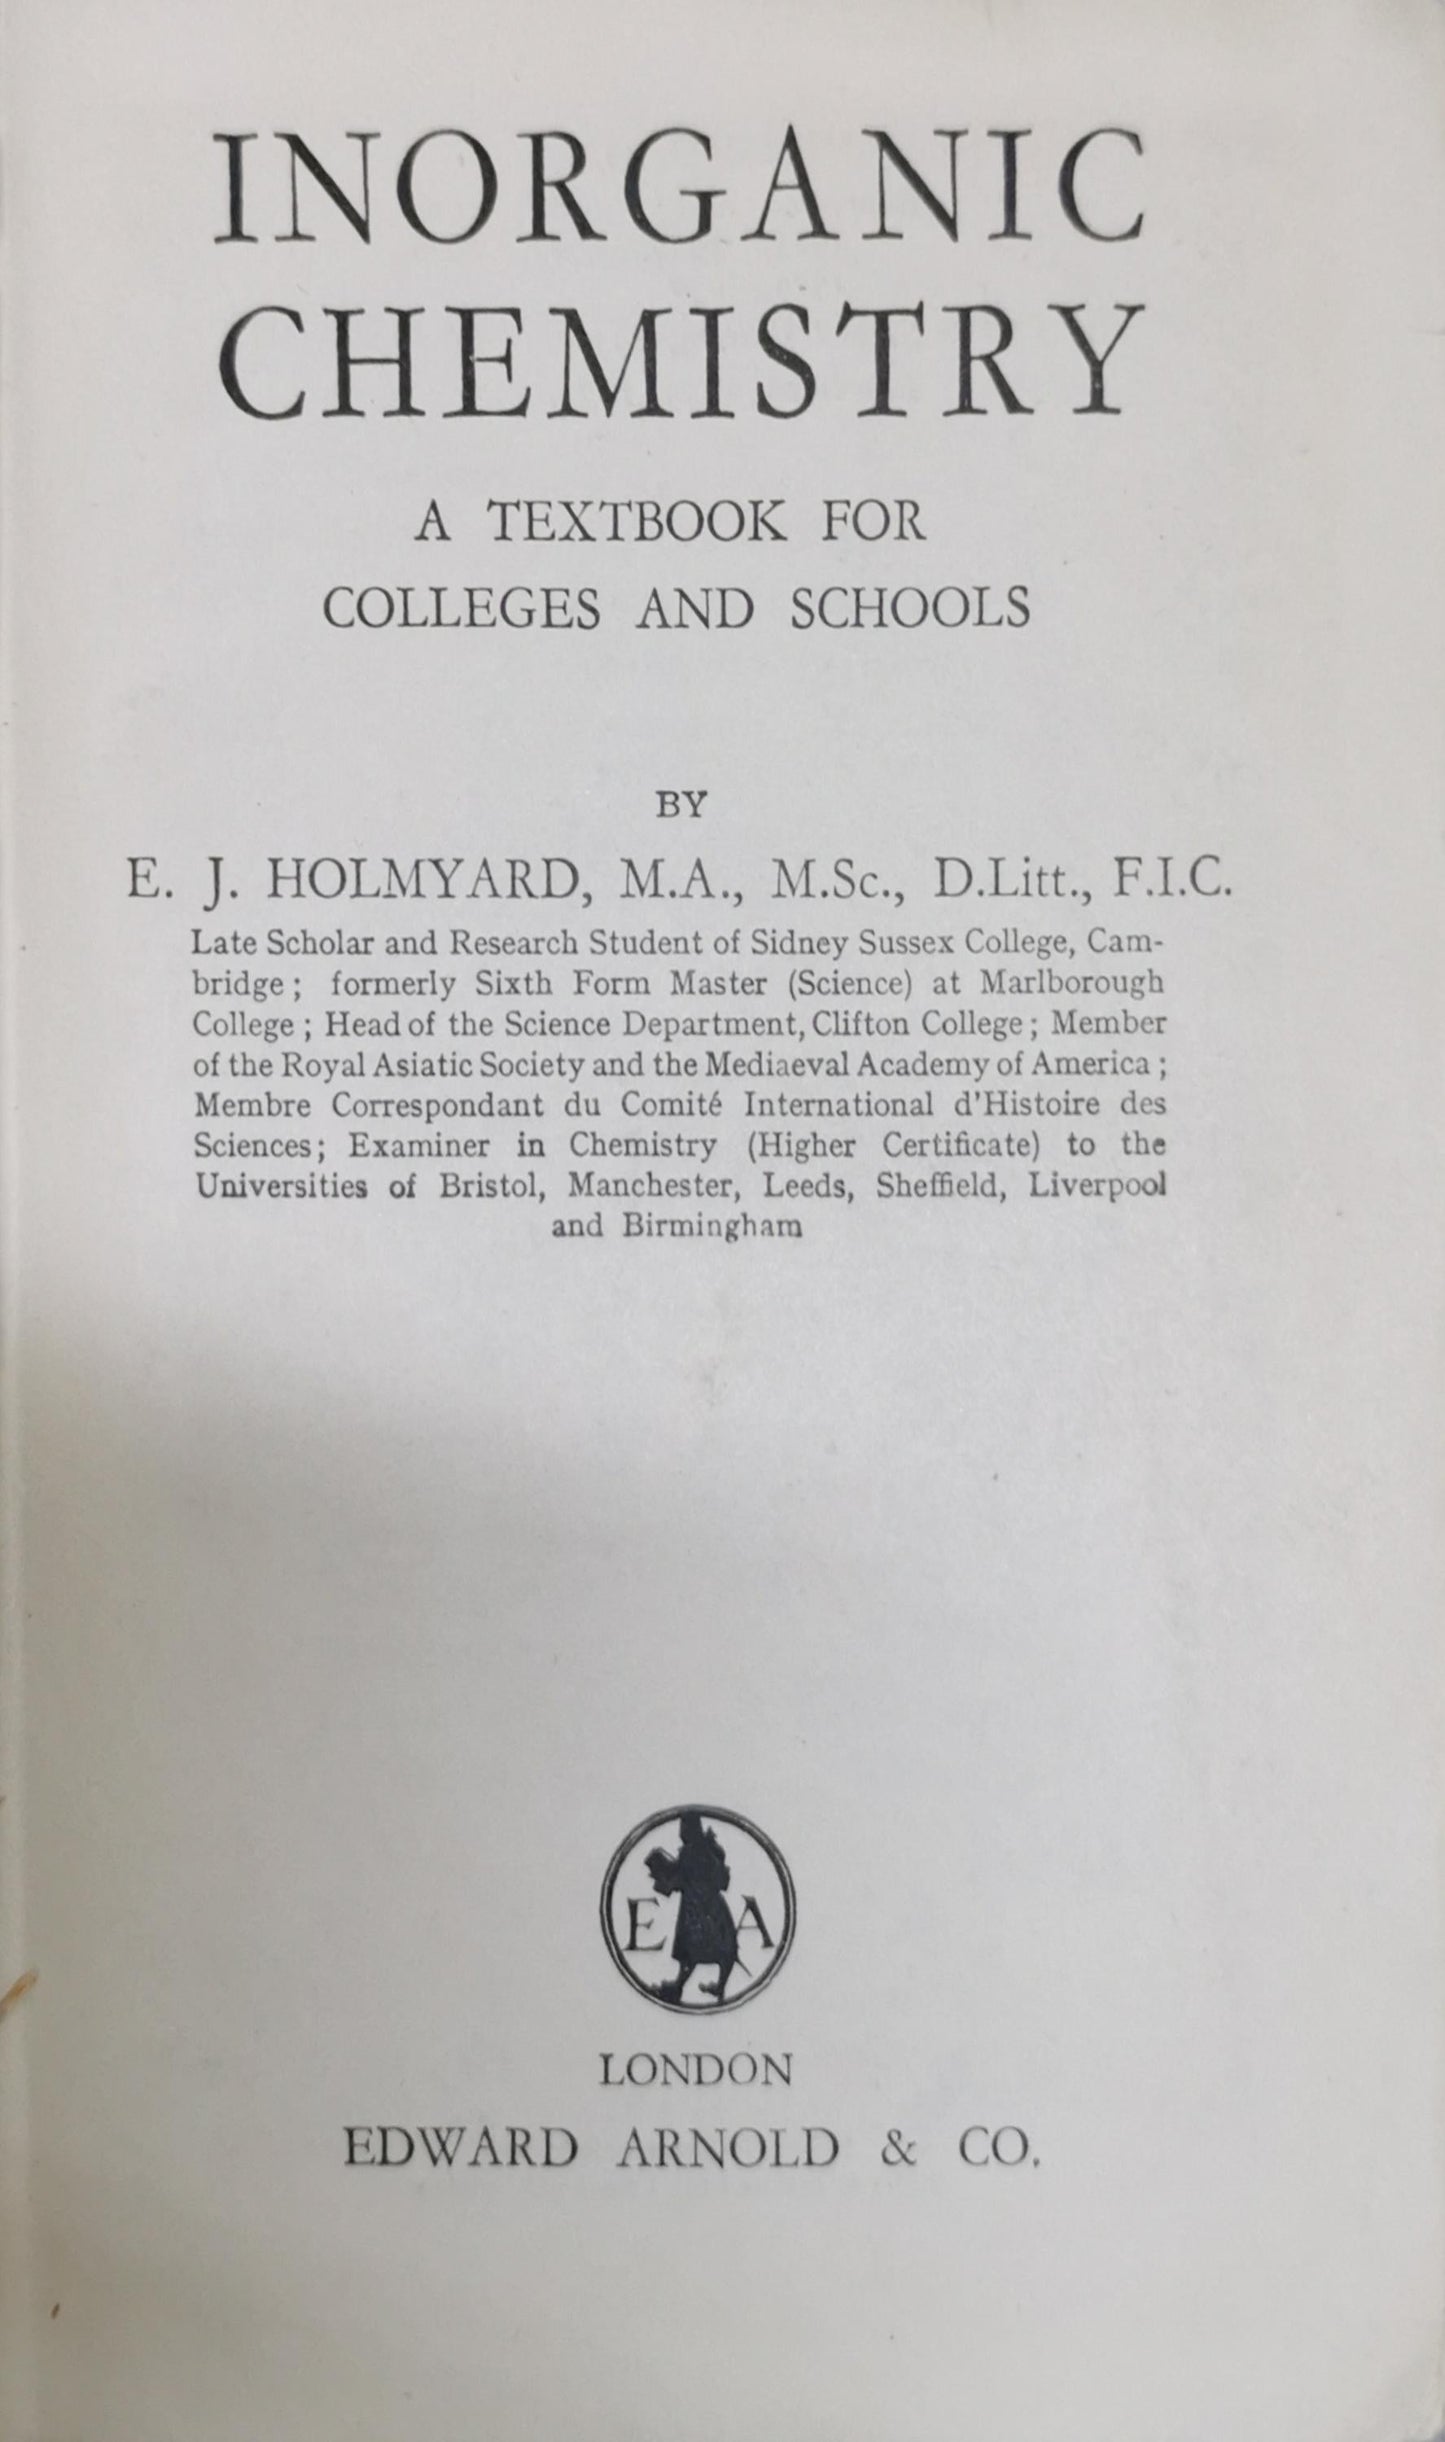 INORGANIC
CHEMISTRY
A TEXTBOOK FOR
COLLEGES AND SCHOOLS
BY
E. J. HOLMYARD, M.A., M.Sc., D.Litt., F.I.C.
Late Scholar and Research Student of Sidney Sussex College, Cam-
bridge ; formerly Sixth Form Master (Science) at Marlborough
College ; Head of the Science Department, Clifton College ; Member
of the Royal Asiatic Society and the Mediaeval Academy of America ;
Membre Correspondant du Comité International d'Histoire des
Sciences ; Examiner in Chemistry (Higher Certificate) to the
Universities of Bristol, Manchester, Leeds, Sheffield, Liverpool
and Birmingham
E A
LONDON
EDWARD ARNOLD & CO.